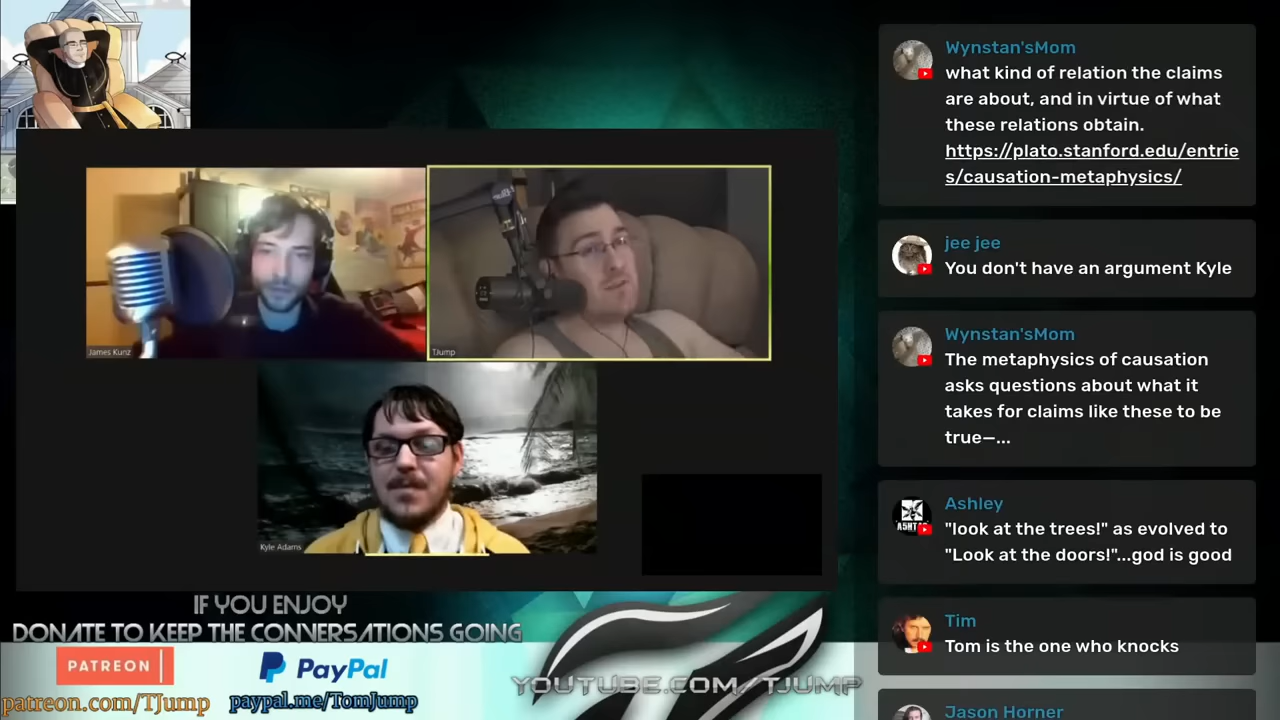 James Kunz
TJump
Kyle Adams
IF YOU ENJOY
DONATE TO KEEP THE CONVERSATIONS GOING
PATREON
PayPal
patreon.com/TJump
paypal.me/TomJump
YOUTUBE.COM/TJUMP
Wynstan'sMom
what kind of relation the claims
are about, and in virtue of what
these relations obtain.
https://plato.stanford.edu/entrie
s/causation-metaphysics/
jee jee
You don't have an argument Kyle
Wynstan'sMom
The metaphysics of causation
asks questions about what it
takes for claims like these to be
true—...
Ashley
"look at the trees!" as evolved to
"Look at the doors!"...god is good
Tim
Tom is the one who knocks
Jason Horner